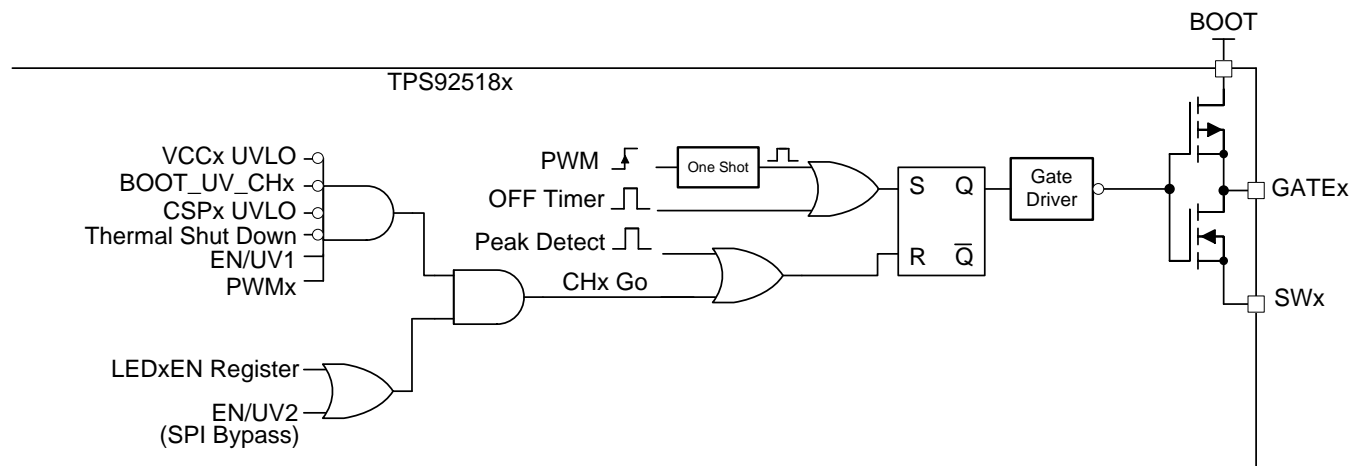 BOOT
TPS92518x
VCCx UVLO
BOOT_UV_CHx
CSPx UVLO
Thermal Shut Down
EN/UV1
PWMx
PWM
One Shot
OFF Timer
Peak Detect
CHx Go
S Q
R Q̅
Gate
Driver
GATEx
SWx
LEDxEN Register
EN/UV2
(SPI Bypass)